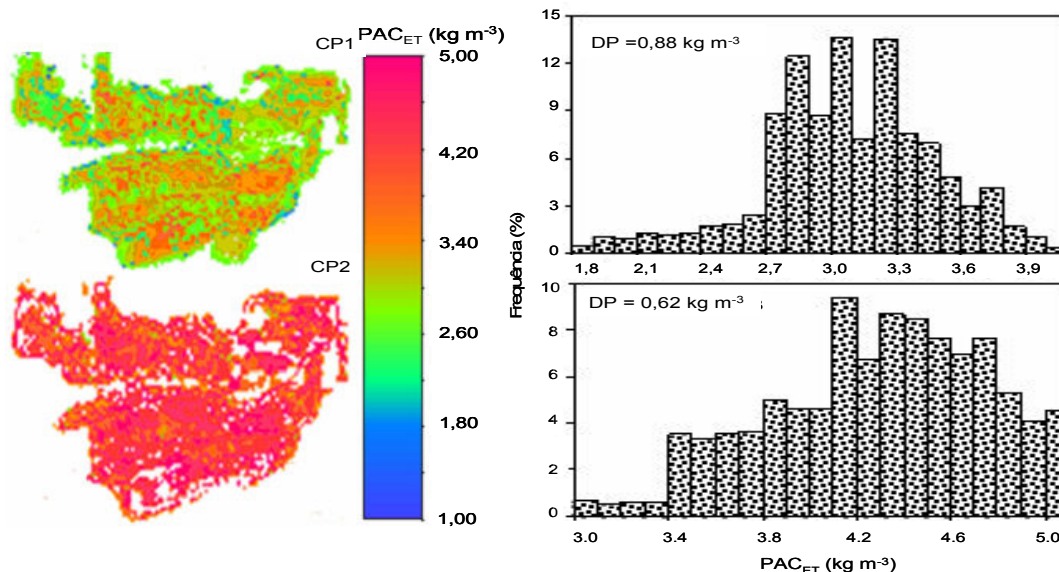 CP1
PAC_ET (kg m⁻³)
5,00
4,20
3,40
2,60
1,80
1,00
CP2
Frequência (%)
15
12
9
6
3
0
DP =0,88 kg m⁻³
1,8 2,1 2,4 2,7 3,0 3,3 3,6 3,9
10
8
6
4
2
0
DP = 0,62 kg m⁻³
3.0 3.4 3.8 4.2 4.6 5.0
PAC_ET (kg m⁻³)